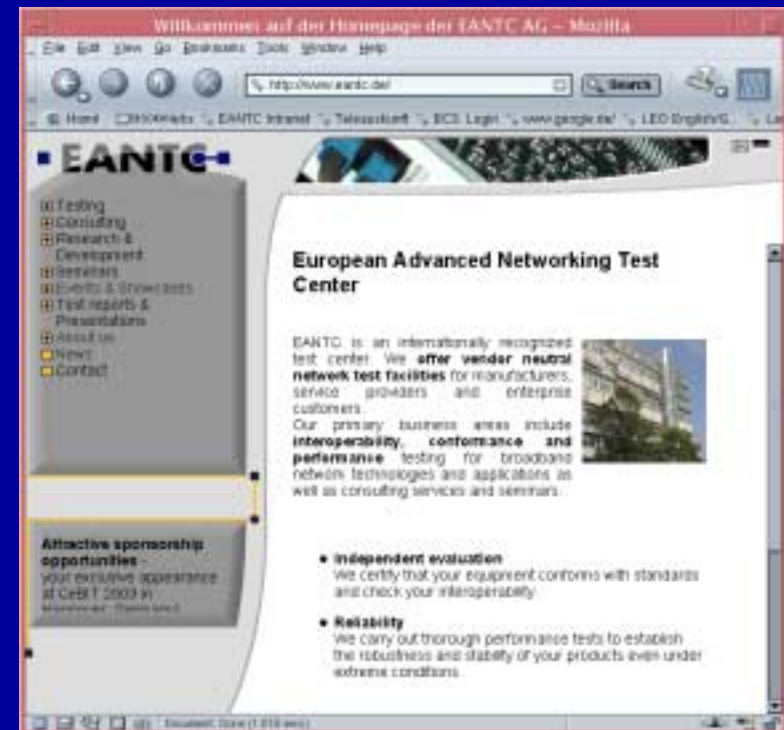 Willkommen auf der Homepage der EANTC AG – Mozilla
File Edit View Go Bookmarks Tools Window Help
http://www.eantc.de/
Search
Home Bookmarks EANTC Intranet Teleauskunft ECS Login www.google.de/ LEO English/G...
EANTC
Testing
Consulting
Research &
Development
Seminars
Events & Showcases
Test reports &
Presentations
About us
News
Contact
Attractive sponsorship
opportunities -
your exclusive appearance
at CeBIT 2003 in
European Advanced Networking Test
Center
EANTC is an internationally recognized
test center. We offer vendor neutral
network test facilities for manufacturers,
service providers and enterprise
customers.
Our primary business areas include
interoperability, conformance and
performance testing for broadband
network technologies and applications as
well as consulting services and seminars.
Independent evaluation
We certify that your equipment conforms with standards
and check your interoperability.
Reliability
We carry out thorough performance tests to establish
the robustness and stability of your products even under
extreme conditions.
Document: Done